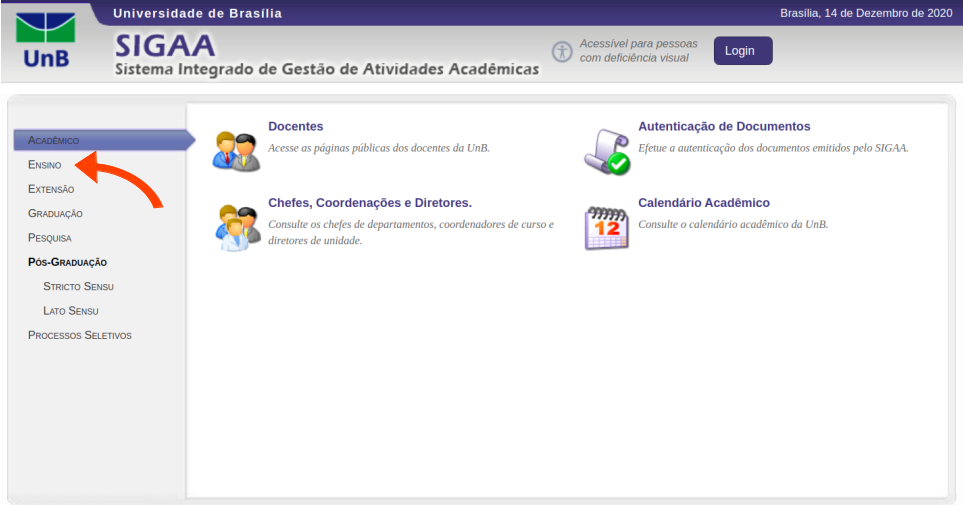 Universidade de Brasília
Brasília, 14 de Dezembro de 2020
UnB
SIGAA
Sistema Integrado de Gestão de Atividades Acadêmicas
Acessível para pessoas
com deficiência visual
Login
Acadêmico
Ensino
Extensão
Graduação
Pesquisa
Pós-Graduação
Stricto Sensu
Lato Sensu
Processos Seletivos
Docentes
Acesse as páginas públicas dos docentes da UnB.
Autenticação de Documentos
Efetue a autenticação dos documentos emitidos pelo SIGAA.
Chefes, Coordenações e Diretores.
Consulte os chefes de departamentos, coordenadores de curso e
diretores de unidade.
12
Calendário Acadêmico
Consulte o calendário acadêmico da UnB.